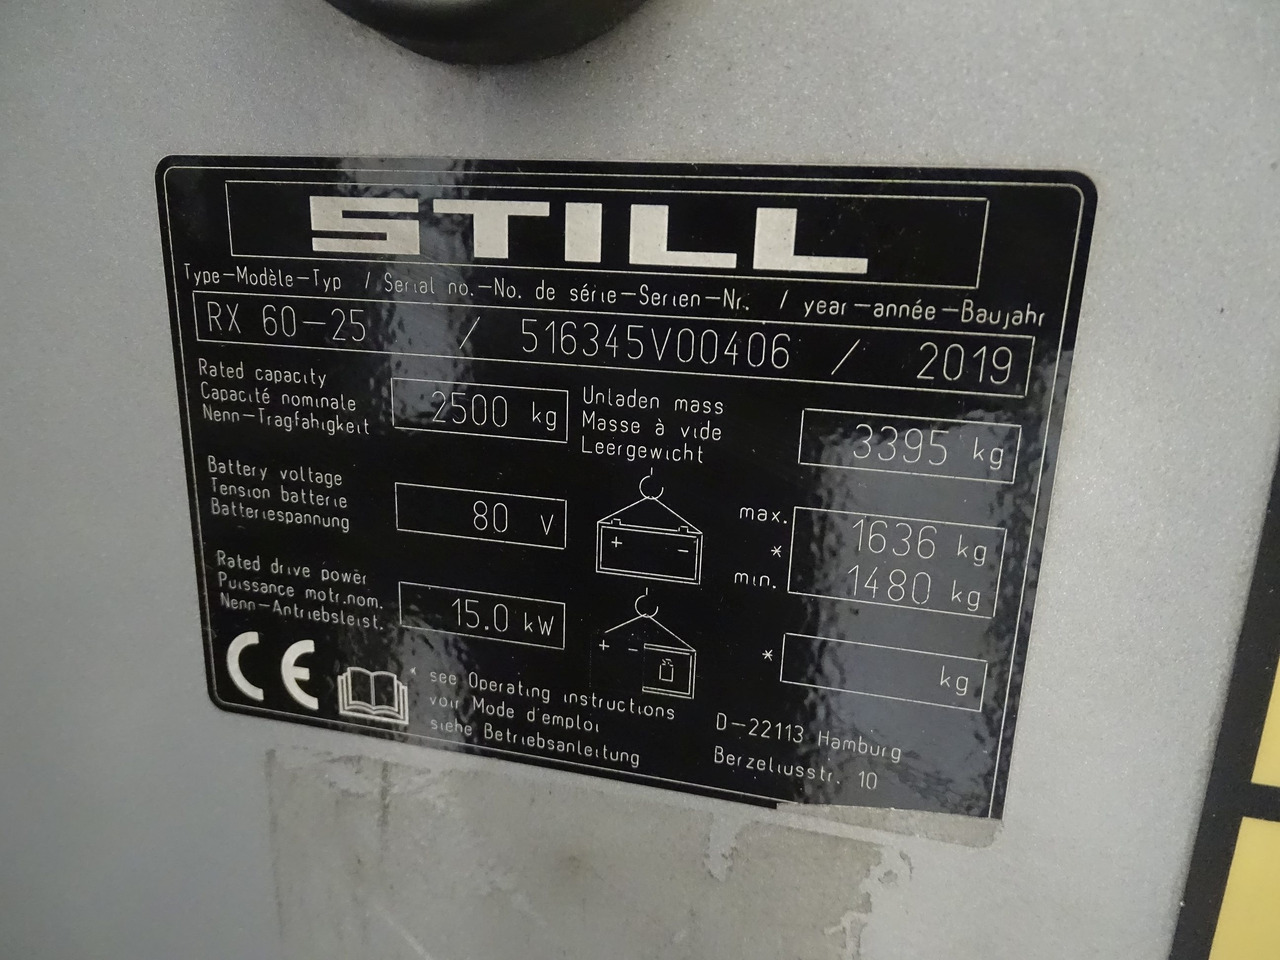 STILL
Type-Modèle-Typ / Serial no.-No. de série-Serien-Nr. / year-année-Baujahr
RX 60-25 / 516345V00406 / 2019
Rated capacity
Capacité nominale
Nenn-Tragfähigkeit
2500 kg
Unladen mass
Masse à vide
Leergewicht
3395 kg
Battery voltage
Tension batterie
Batteriespannung
80 V
+ -
max. 1636 kg
*
min. 1480 kg
Rated drive power
Puissance motr.nom.
Nenn-Antriebsleist.
15.0 kW
+ -
* kg
CE
* see Operating instructions
voir Mode d'emploi
siehe Betriebsanleitung
D-22113 Hamburg
Berzeliusstr. 10